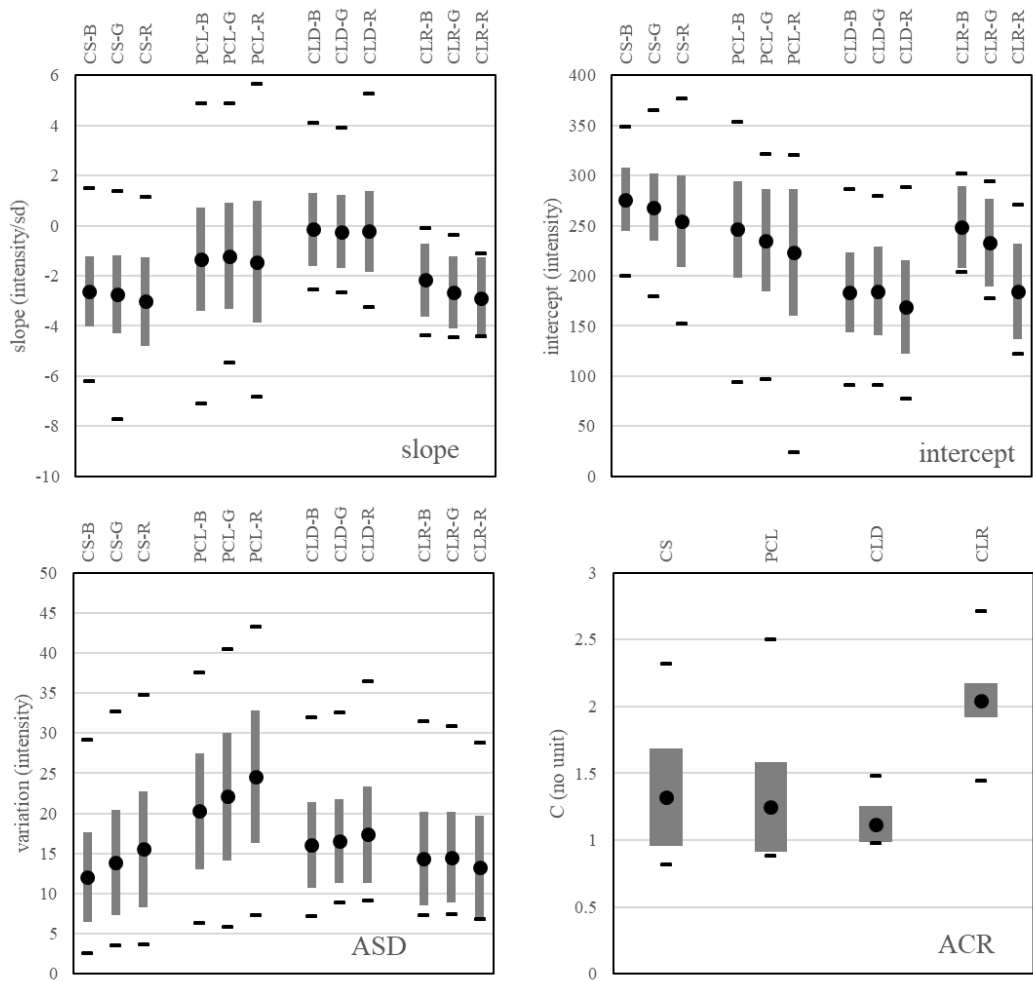 CS-B
CS-G
CS-R
PCL-B
PCL-G
PCL-R
CLD-B
CLD-G
CLD-R
CLR-B
CLR-G
CLR-R
6
4
2
0
-2
-4
-6
-8
-10
slope (intensity/sd)
slope
CS-B
CS-G
CS-R
PCL-B
PCL-G
PCL-R
CLD-B
CLD-G
CLD-R
CLR-B
CLR-G
CLR-R
400
350
300
250
200
150
100
50
0
intercept (intensity)
intercept
CS-B
CS-G
CS-R
PCL-B
PCL-G
PCL-R
CLD-B
CLD-G
CLD-R
CLR-B
CLR-G
CLR-R
50
45
40
35
30
25
20
15
10
5
0
variation (intensity)
ASD
CS
PCL
CLD
CLR
3
2.5
2
1.5
1
0.5
0
C (no unit)
ACR